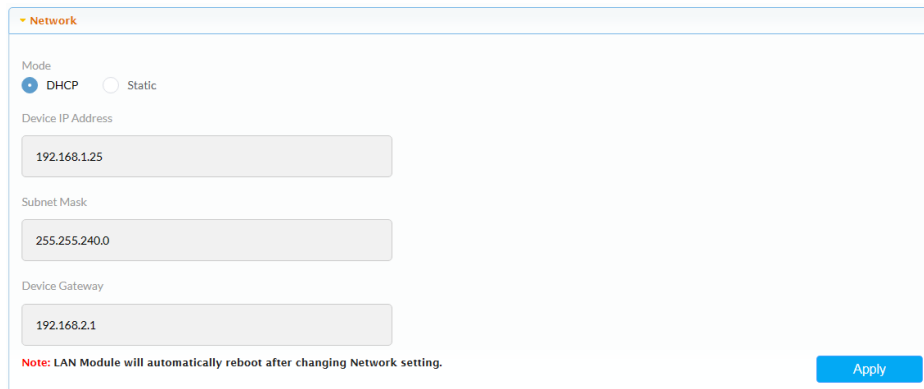 Network
Mode
DHCP Static
Device IP Address
192.168.1.25
Subnet Mask
255.255.240.0
Device Gateway
192.168.2.1
Note: LAN Module will automatically reboot after changing Network setting.
Apply